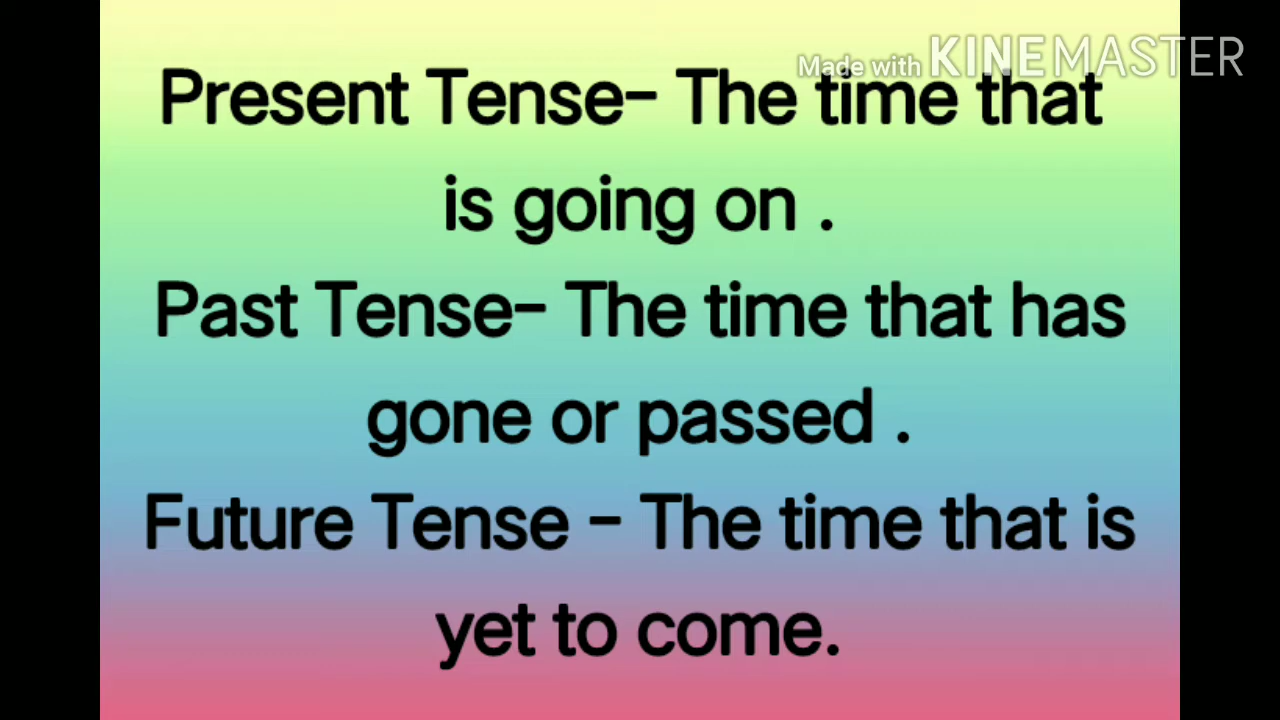 Made with KINEMASTER
Present Tense- The time that
is going on .
Past Tense- The time that has
gone or passed .
Future Tense - The time that is
yet to come.